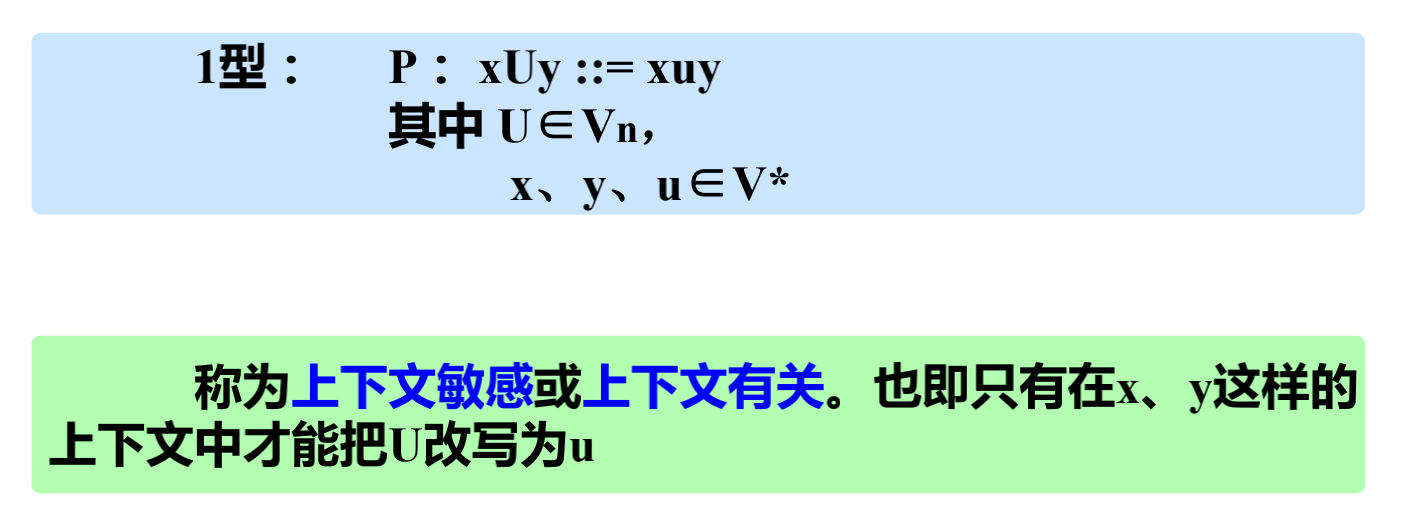 1型： P： xUy ::= xuy
其中 U∈Vn，
x、y、u∈V*
称为上下文敏感或上下文有关。也即只有在x、y这样的
上下文中才能把U改写为u